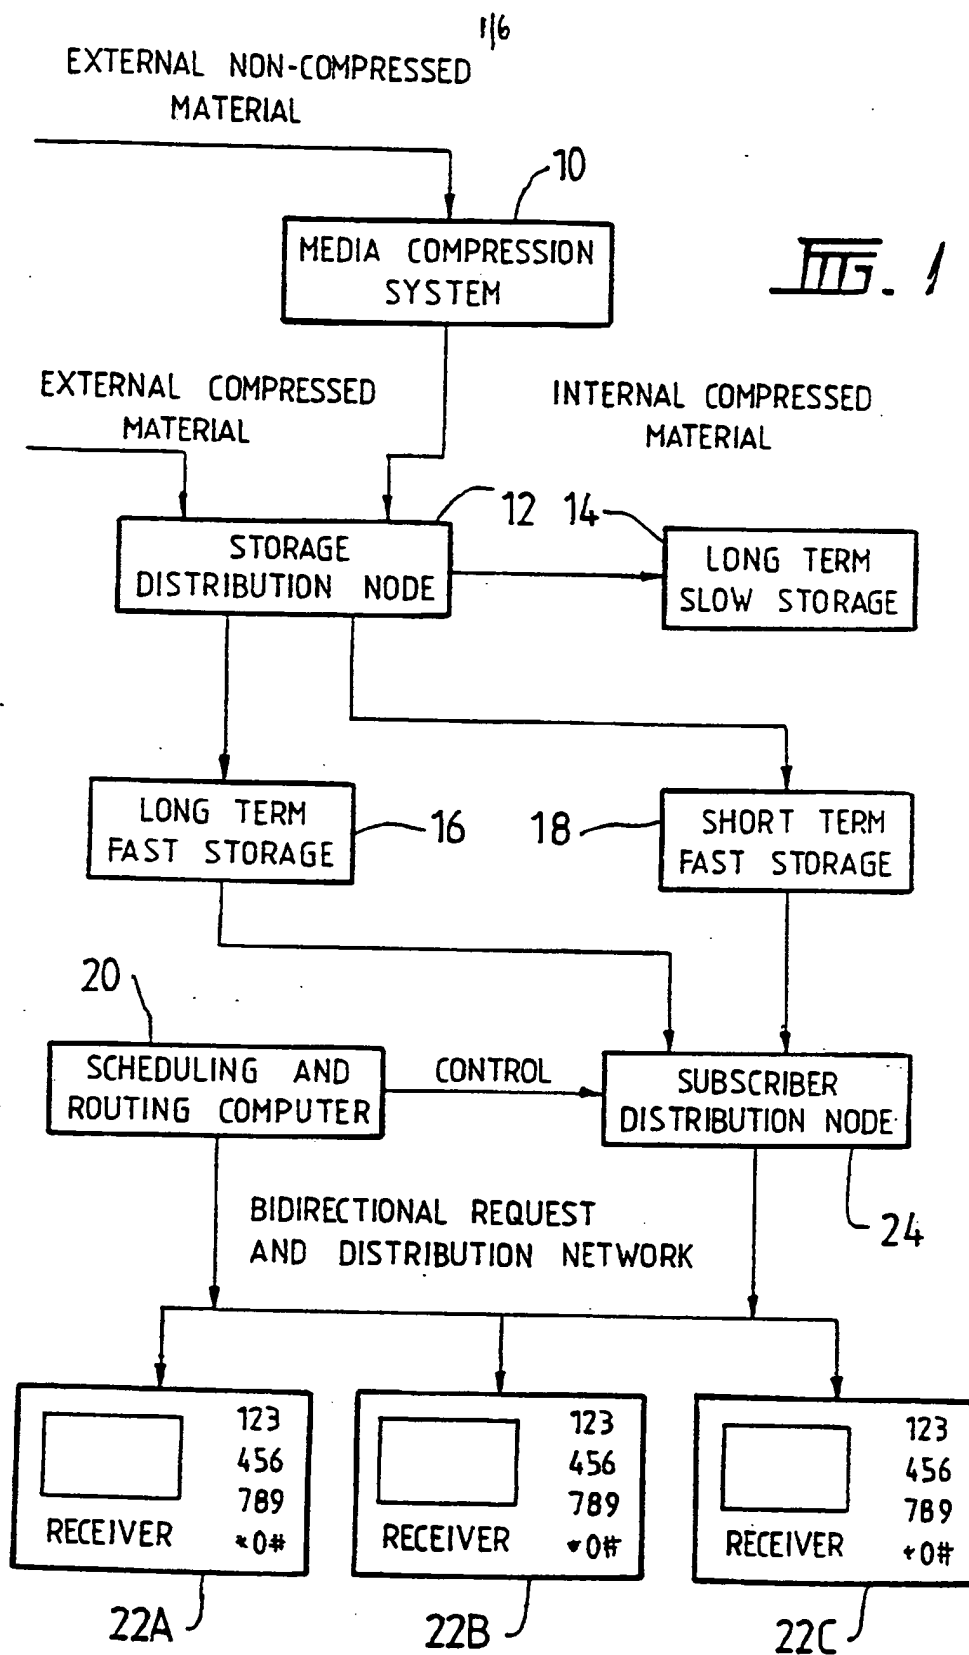 1/6
EXTERNAL NON-COMPRESSED
MATERIAL
10
MEDIA COMPRESSION
SYSTEM
FIG. 1
EXTERNAL COMPRESSED
MATERIAL
INTERNAL COMPRESSED
MATERIAL
12
14
STORAGE
DISTRIBUTION NODE
LONG TERM
SLOW STORAGE
LONG TERM
FAST STORAGE
16
18
SHORT TERM
FAST STORAGE
20
SCHEDULING AND
ROUTING COMPUTER
CONTROL
SUBSCRIBER
DISTRIBUTION NODE
24
BIDIRECTIONAL REQUEST
AND DISTRIBUTION NETWORK
123
456
789
*0#
RECEIVER
22A
123
456
789
*0#
RECEIVER
22B
123
456
789
*0#
RECEIVER
22C